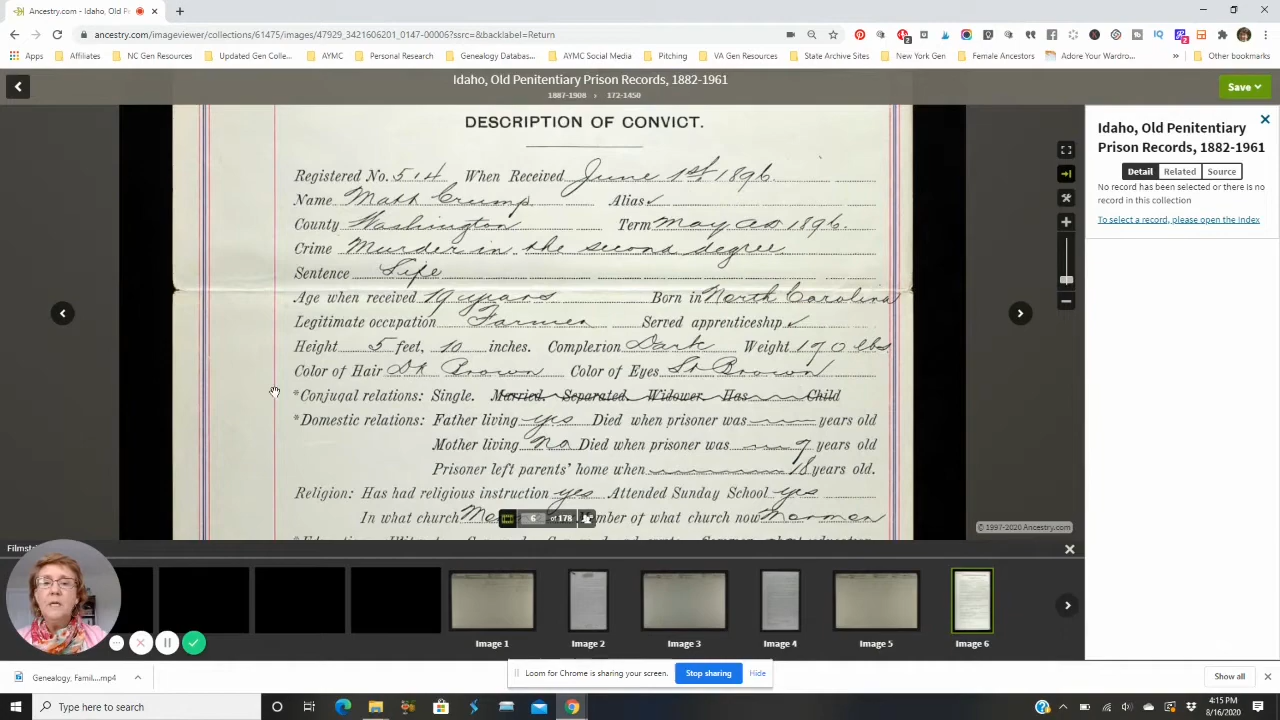 Ancestry.com - Idaho, Old P
ancestry.com/imageviewer/collections/61475/images/47929_3421606201_0147-00006?ssrc=&backlabel=Return
Apps Affiliates NC Gen Resources Updated Gen Colle... AYMC Personal Research Genealogy Databas... AYMC Social Media Pitching VA Gen Resources State Archive Sites New York Gen Female Ancestors Adore Your Wardro... » Other bookmarks
Idaho, Old Penitentiary Prison Records, 1882-1961
1887-1908 › 172-1450
Save
DESCRIPTION OF CONVICT.
Registered No. 514 When Received June 1st 1896.
Name Math Crump Alias ✓
County Washington Term May AD 1896.
Crime Murder in the second degree
Sentence Life
Age when received 19 years Born in North Carolina
Legitimate occupation Farmer Served apprenticeship ✓
Height 5 feet, 10 inches. Complexion Dark Weight 190 lbs
Color of Hair Dk Brown Color of Eyes Brown
*Conjugal relations: Single. Married. Separated. Widower. Has Child
*Domestic relations: Father living yes Died when prisoner was years old
Mother living No Died when prisoner was 9 years old
Prisoner left parents' home when 18 years old.
Religion: Has had religious instruction yes Attended Sunday School yes
In what church of what church now Mormon
6 of 178
© 1997-2020 Ancestry.com
Idaho, Old Penitentiary
Prison Records, 1882-1961
Detail Related Source
No record has been selected or there is no
record in this collection
To select a record, please open the Index
Image 1 Image 2 Image 3 Image 4 Image 5 Image 6
Loom for Chrome is sharing your screen. Stop sharing Hide
Genealogy, Famil....mp4
Show all
Type here to search
4:15 PM
8/16/2020